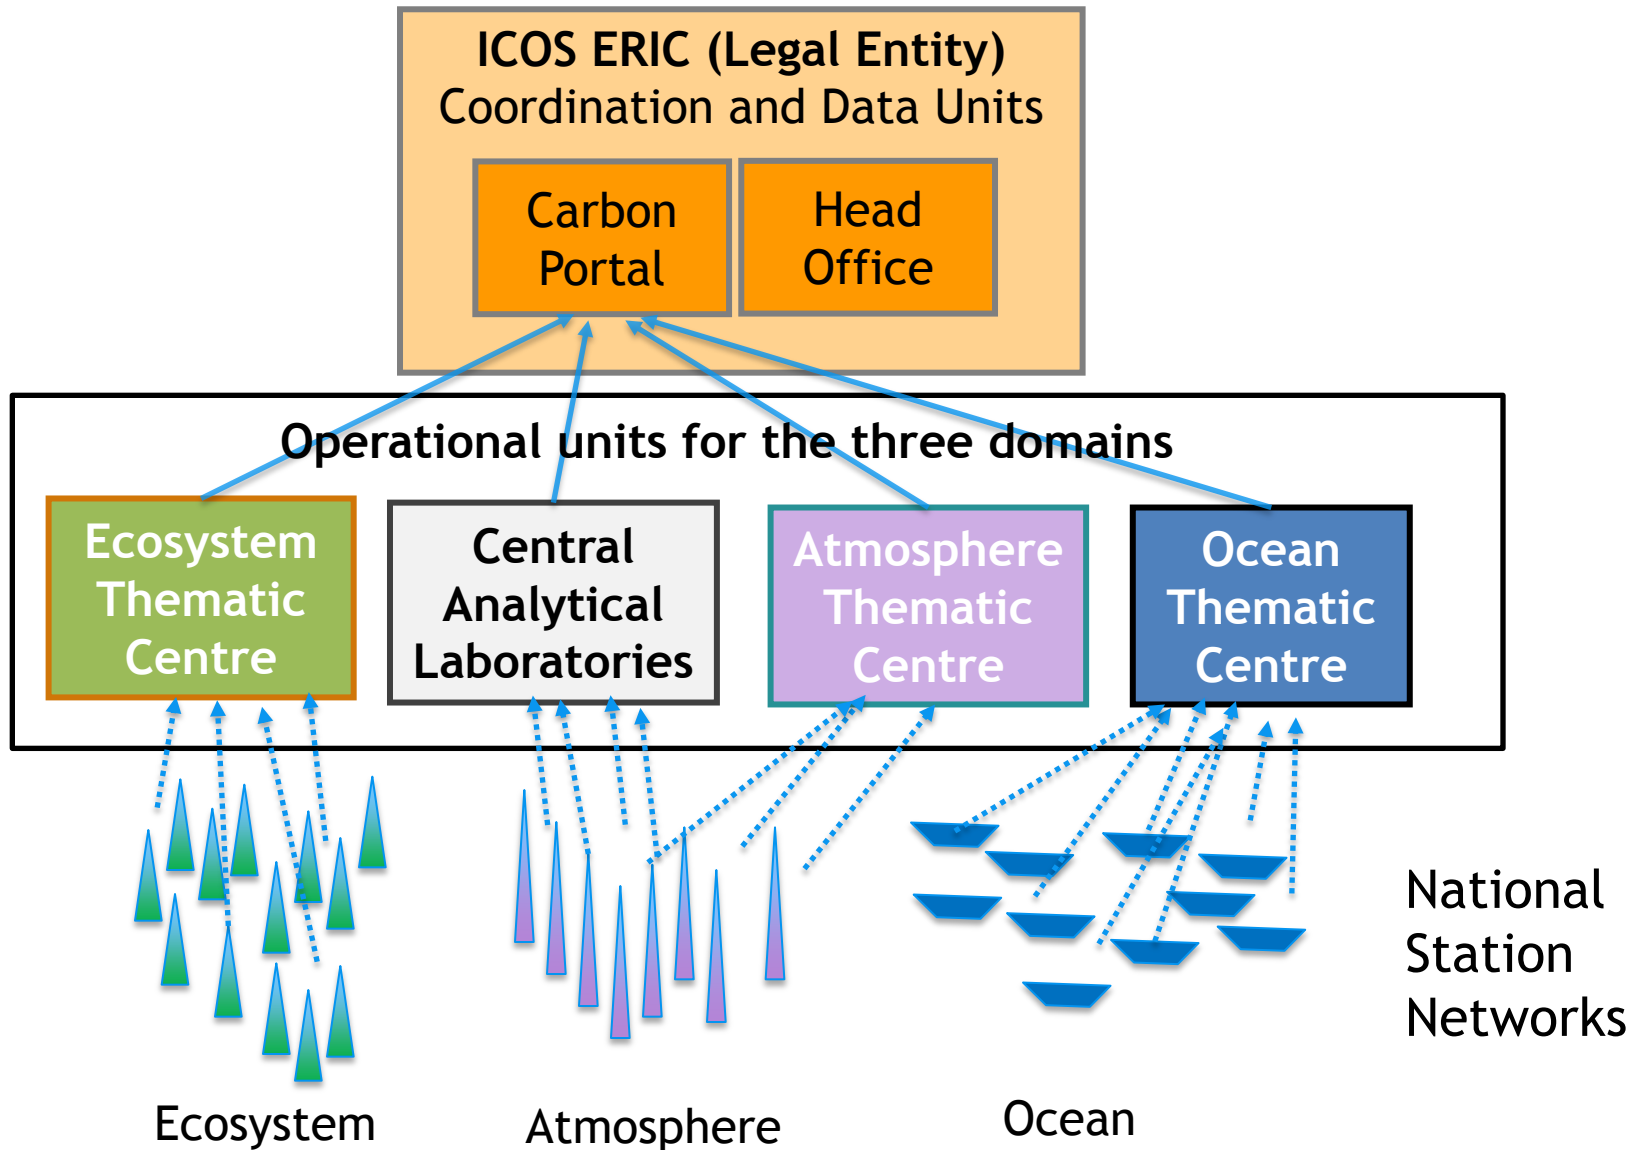 ICOS ERIC (Legal Entity)
Coordination and Data Units
Carbon
Portal
Head
Office
Operational units for the three domains
Ecosystem
Thematic
Centre
Central
Analytical
Laboratories
Atmosphere
Thematic
Centre
Ocean
Thematic
Centre
National
Station
Networks
Ecosystem
Atmosphere
Ocean